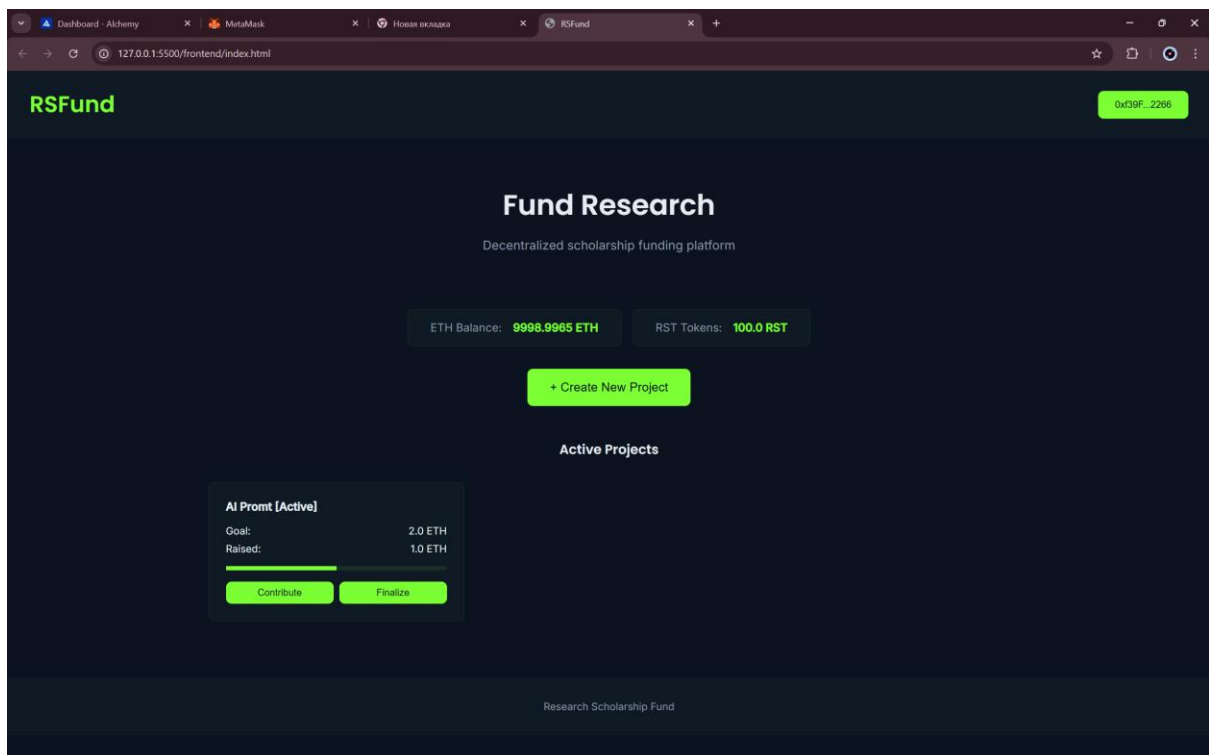 Dashboard - Alchemy
MetaMask
Новая вкладка
RSFund
127.0.0.1:5500/frontend/index.html
RSFund
0xf39F...2266
Fund Research
Decentralized scholarship funding platform
ETH Balance: 9998.9965 ETH
RST Tokens: 100.0 RST
+ Create New Project
Active Projects
AI Promt [Active]
Goal: 2.0 ETH
Raised: 1.0 ETH
Contribute
Finalize
Research Scholarship Fund